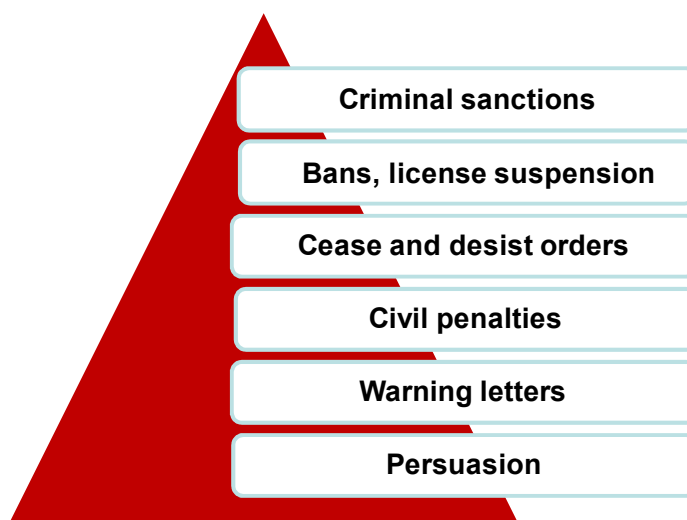 Criminal sanctions
Bans, license suspension
Cease and desist orders
Civil penalties
Warning letters
Persuasion